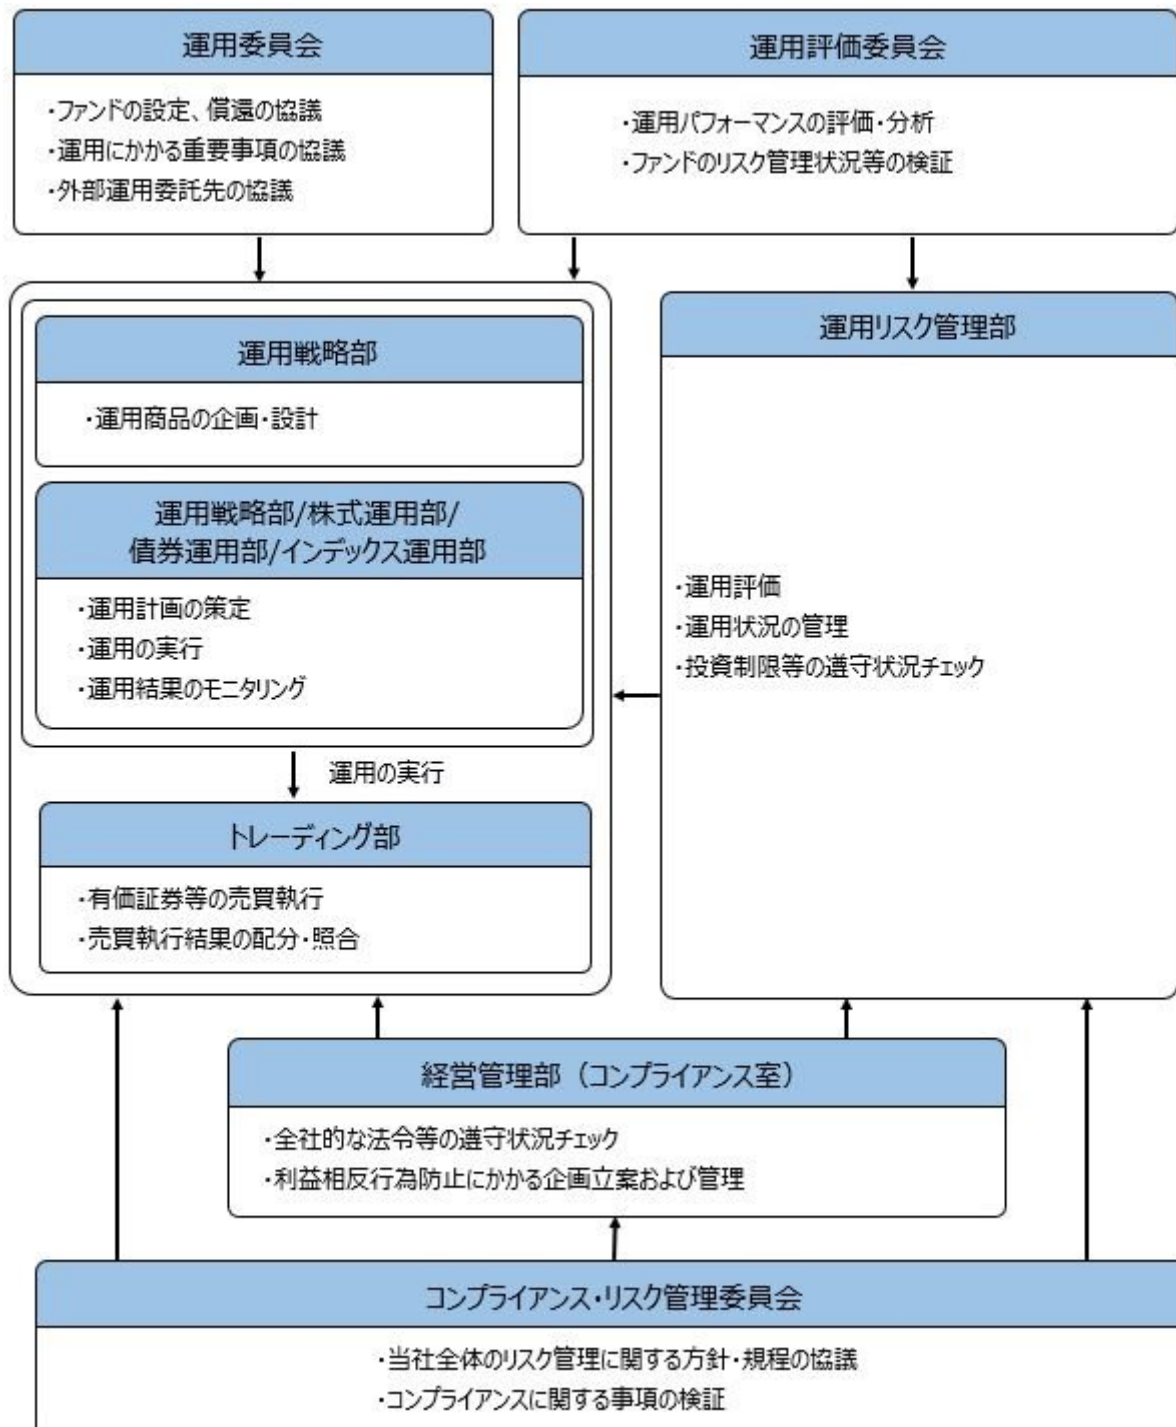 運用委員会
・ファンドの設定、償還の協議
・運用にかかる重要事項の協議
・外部運用委託先の協議
運用評価委員会
・運用パフォーマンスの評価・分析
・ファンドのリスク管理状況等の検証
運用戦略部
・運用商品の企画・設計
運用戦略部/株式運用部/
債券運用部/インデックス運用部
・運用計画の策定
・運用の実行
・運用結果のモニタリング
運用の実行
トレーディング部
・有価証券等の売買執行
・売買執行結果の配分・照合
運用リスク管理部
・運用評価
・運用状況の管理
・投資制限等の遵守状況チェック
経営管理部（コンプライアンス室）
・全社的な法令等の遵守状況チェック
・利益相反行為防止にかかる企画立案および管理
コンプライアンス・リスク管理委員会
・当社全体のリスク管理に関する方針・規程の協議
・コンプライアンスに関する事項の検証